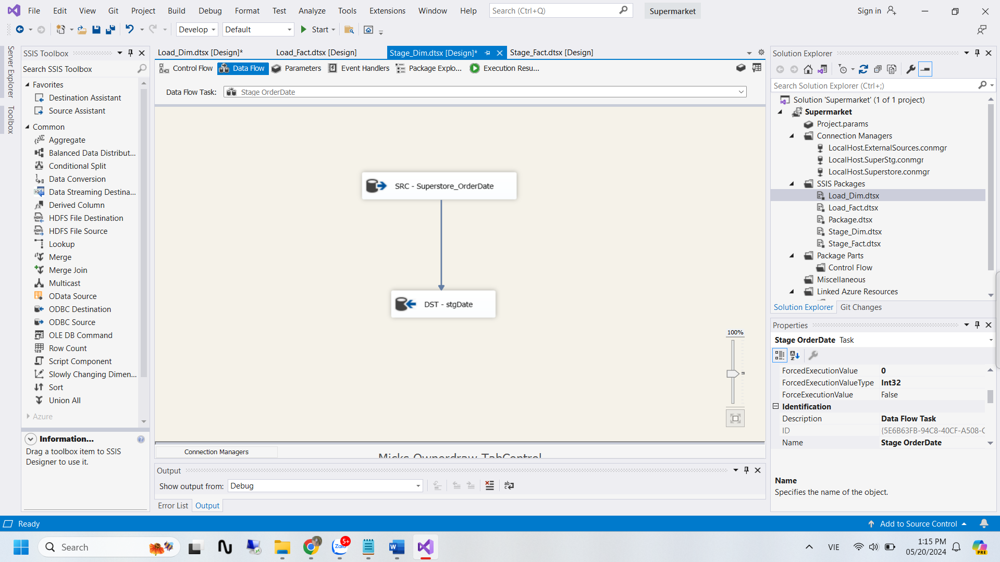 File Edit View Git Project Build Debug Format Test Analyze Tools Extensions Window Help Search (Ctrl+Q) Supermarket Sign in
Develop Default Start
Server Explorer
Toolbox
SSIS Toolbox
Search SSIS Toolbox
Favorites
Destination Assistant
Source Assistant
Common
Aggregate
Balanced Data Distribut...
Conditional Split
Data Conversion
Data Streaming Destina...
Derived Column
HDFS File Destination
HDFS File Source
Lookup
Merge
Merge Join
Multicast
OData Source
ODBC Destination
ODBC Source
OLE DB Command
Row Count
Script Component
Slowly Changing Dimen...
Sort
Union All
Azure
Information...
Drag a toolbox item to SSIS
Designer to use it.
Load_Dim.dtsx [Design]* Load_Fact.dtsx [Design] Stage_Dim.dtsx [Design]* Stage_Fact.dtsx [Design]
Control Flow Data Flow Parameters Event Handlers Package Explo... Execution Resu...
Data Flow Task: Stage OrderDate
SRC - Superstore_OrderDate
DST - stgDate
100%
Connection Managers
Micks Ownerdraw TabControl
Output
Show output from: Debug
Error List Output
Solution Explorer
Search Solution Explorer (Ctrl+;)
Solution 'Supermarket' (1 of 1 project)
Supermarket
Project.params
Connection Managers
LocalHost.ExternalSources.conmgr
LocalHost.SuperStg.conmgr
LocalHost.Superstore.conmgr
SSIS Packages
Load_Dim.dtsx
Load_Fact.dtsx
Package.dtsx
Stage_Dim.dtsx
Stage_Fact.dtsx
Package Parts
Control Flow
Miscellaneous
Linked Azure Resources
Solution Explorer Git Changes
Properties
Stage OrderDate Task
ForcedExecutionValue 0
ForcedExecutionValueType Int32
ForceExecutionValue False
Identification
Description Data Flow Task
ID {5E6B63FB-94C8-40CF-A508-C
Name Stage OrderDate
Name
Specifies the name of the object.
Ready Add to Source Control
Search Zalo 5+ VIE 1:15 PM
05/20/2024 PRE